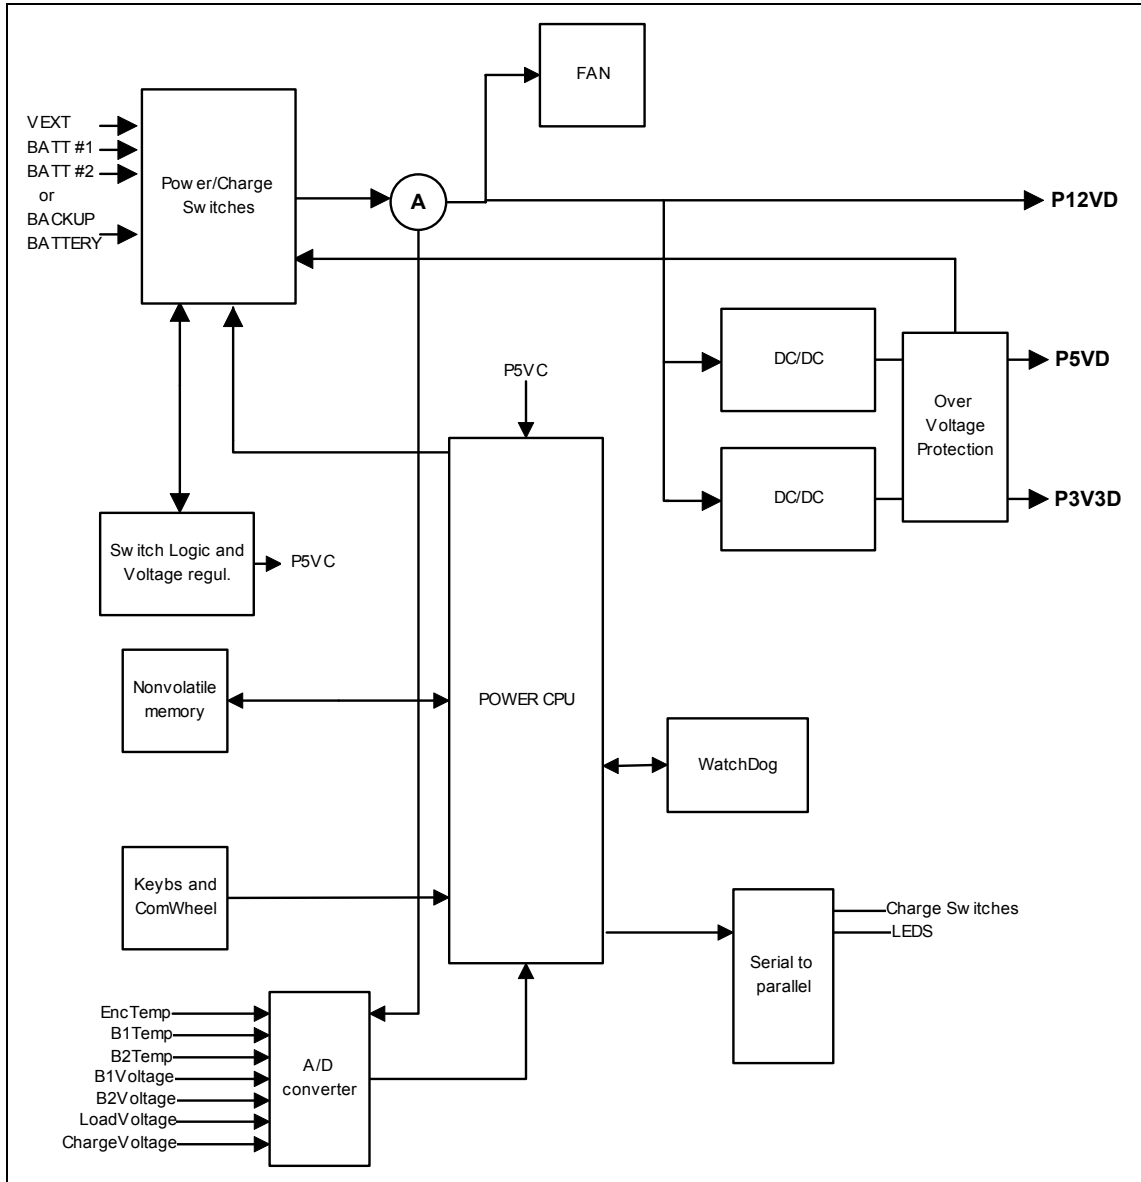 FAN
VEXT
BATT #1
BATT #2
or
BACKUP
BATTERY
Power/Charge
Switches
A
P12VD
DC/DC
P5VD
Over
Voltage
Protection
P5VC
DC/DC
P3V3D
Switch Logic and
Voltage regul.
P5VC
Nonvolatile
memory
POWER CPU
WatchDog
Keybs and
ComWheel
Charge Switches
LEDS
Serial to
parallel
EncTemp
B1Temp
B2Temp
B1Voltage
B2Voltage
LoadVoltage
ChargeVoltage
A/D
converter